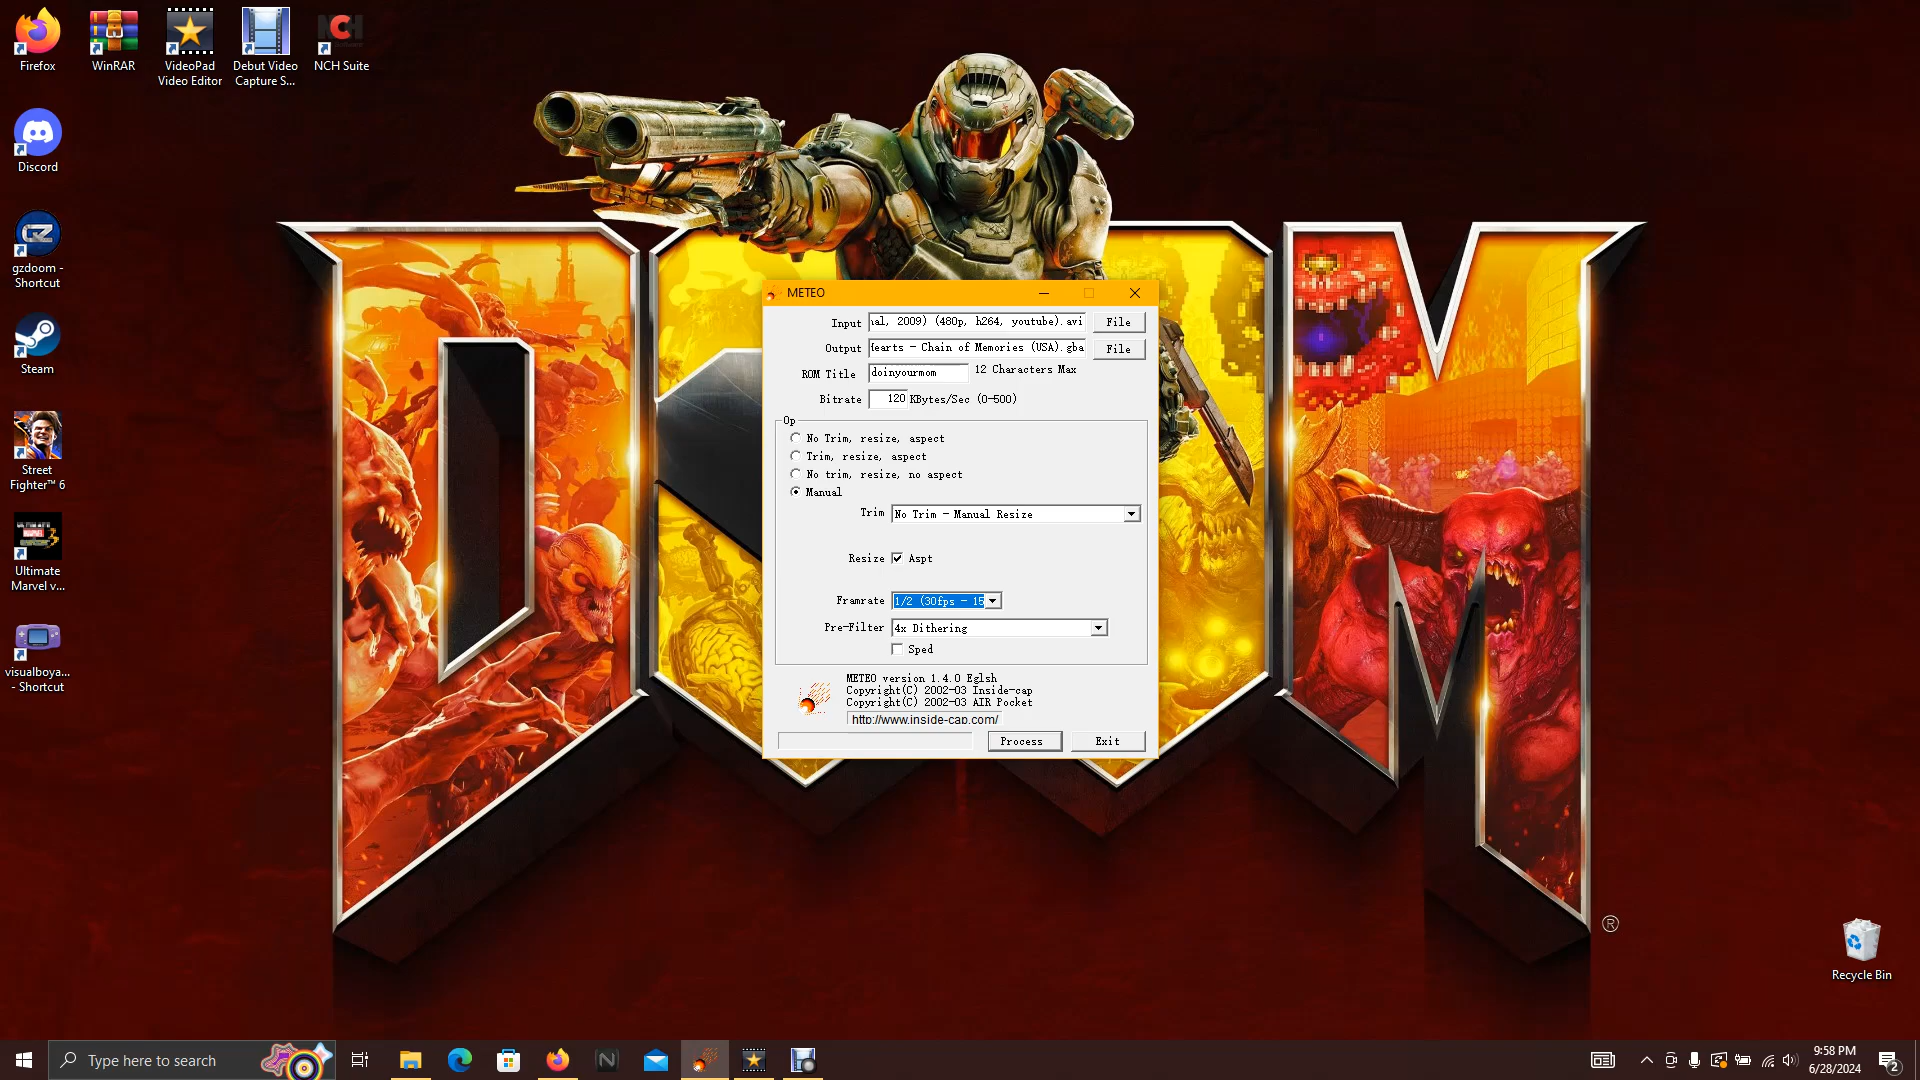 Firefox
WinRAR
VideoPad
Video Editor
Debut Video
Capture S...
NCH
NCH Suite
Discord
gzdoom -
Shortcut
Steam
Street
Fighter™ 6
Ultimate
Marvel v...
visualboya...
- Shortcut
DOOM
®
METEO
Input
ıal, 2009) (480p, h264, youtube).avi
File
Output
Hearts - Chain of Memories (USA).gba
File
ROM Title
doinyourmom
12 Characters Max
Bitrate
120
KBytes/Sec (0-500)
Op
No Trim, resize, aspect
Trim, resize, aspect
No trim, resize, no aspect
Manual
Trim
No Trim - Manual Resize
Resize
Aspt
Framrate
1/2 (30fps - 15
Pre-Filter
4x Dithering
Sped
METEO version 1.4.0 Eglsh
Copyright(C) 2002-03 Inside-cap
Copyright(C) 2002-03 AIR Pocket
http://www.inside-cap.com/
Process
Exit
Recycle Bin
Type here to search
9:58 PM
6/28/2024
2